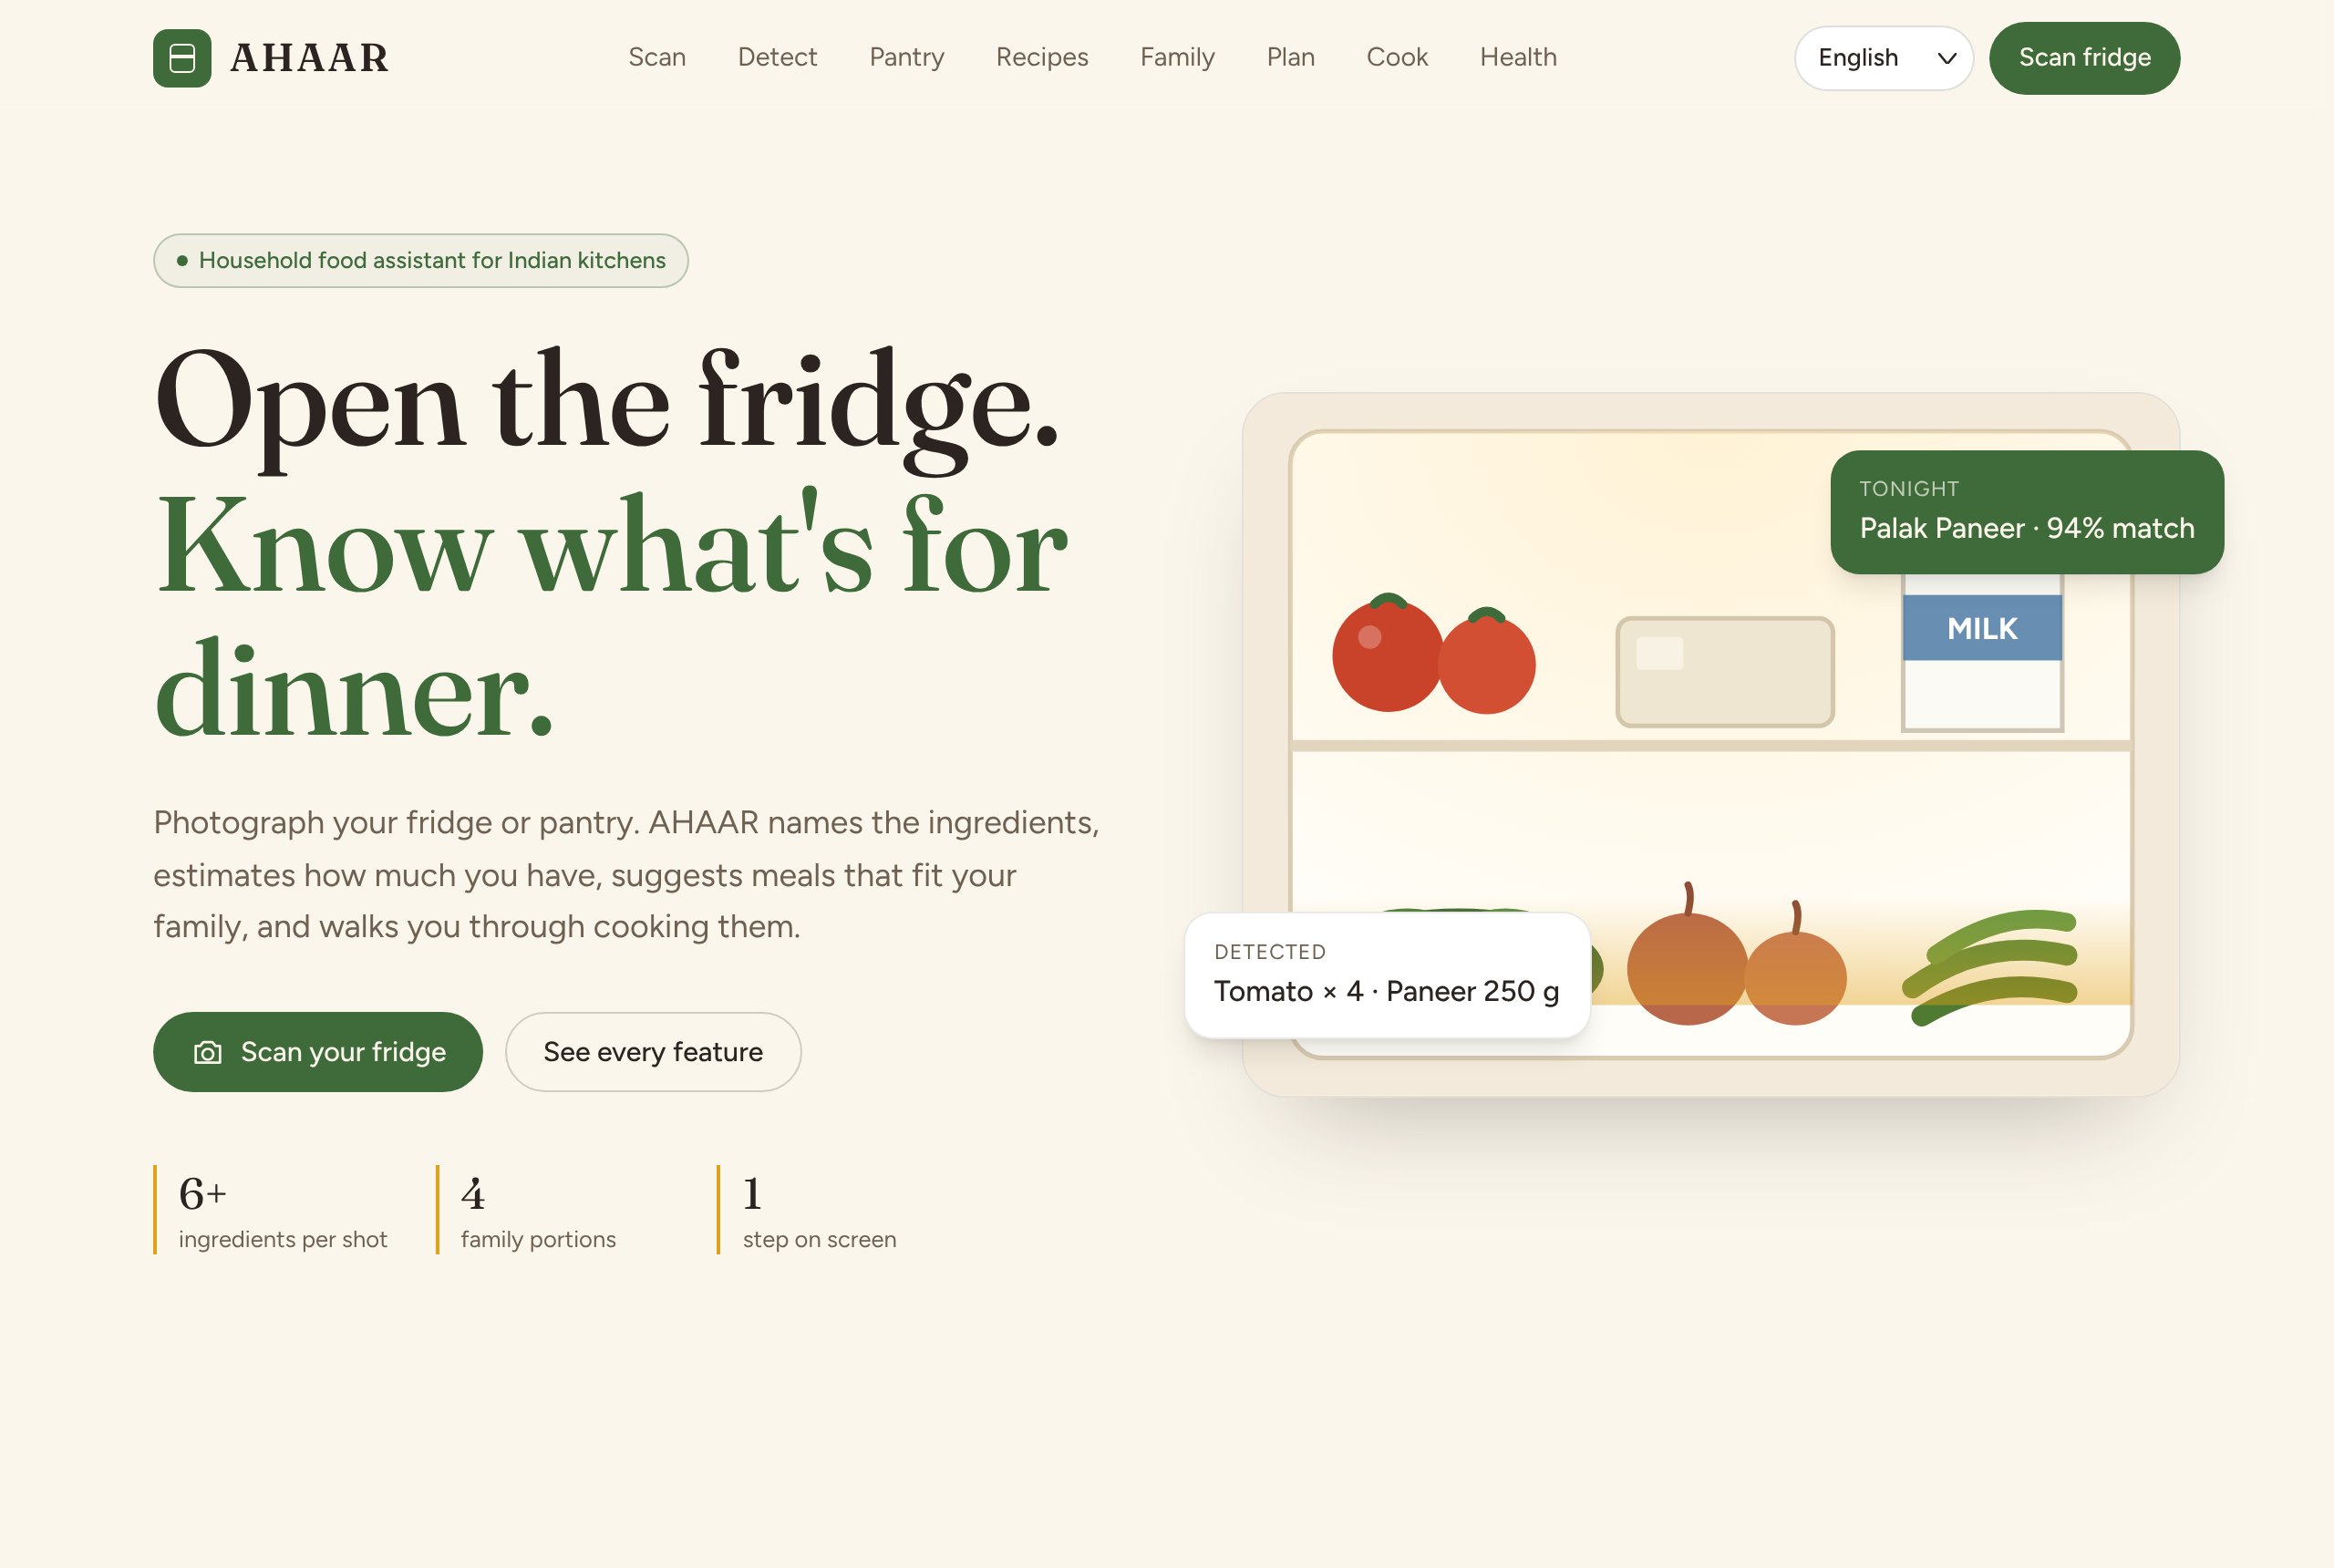 AHAAR
Scan
Detect
Pantry
Recipes
Family
Plan
Cook
Health
English
Scan fridge
Household food assistant for Indian kitchens
Open the fridge.
Know what's for
dinner.
Photograph your fridge or pantry. AHAAR names the ingredients,
estimates how much you have, suggests meals that fit your
family, and walks you through cooking them.
Scan your fridge
See every feature
6+
ingredients per shot
4
family portions
1
step on screen
TONIGHT
Palak Paneer · 94% match
MILK
DETECTED
Tomato × 4 · Paneer 250 g